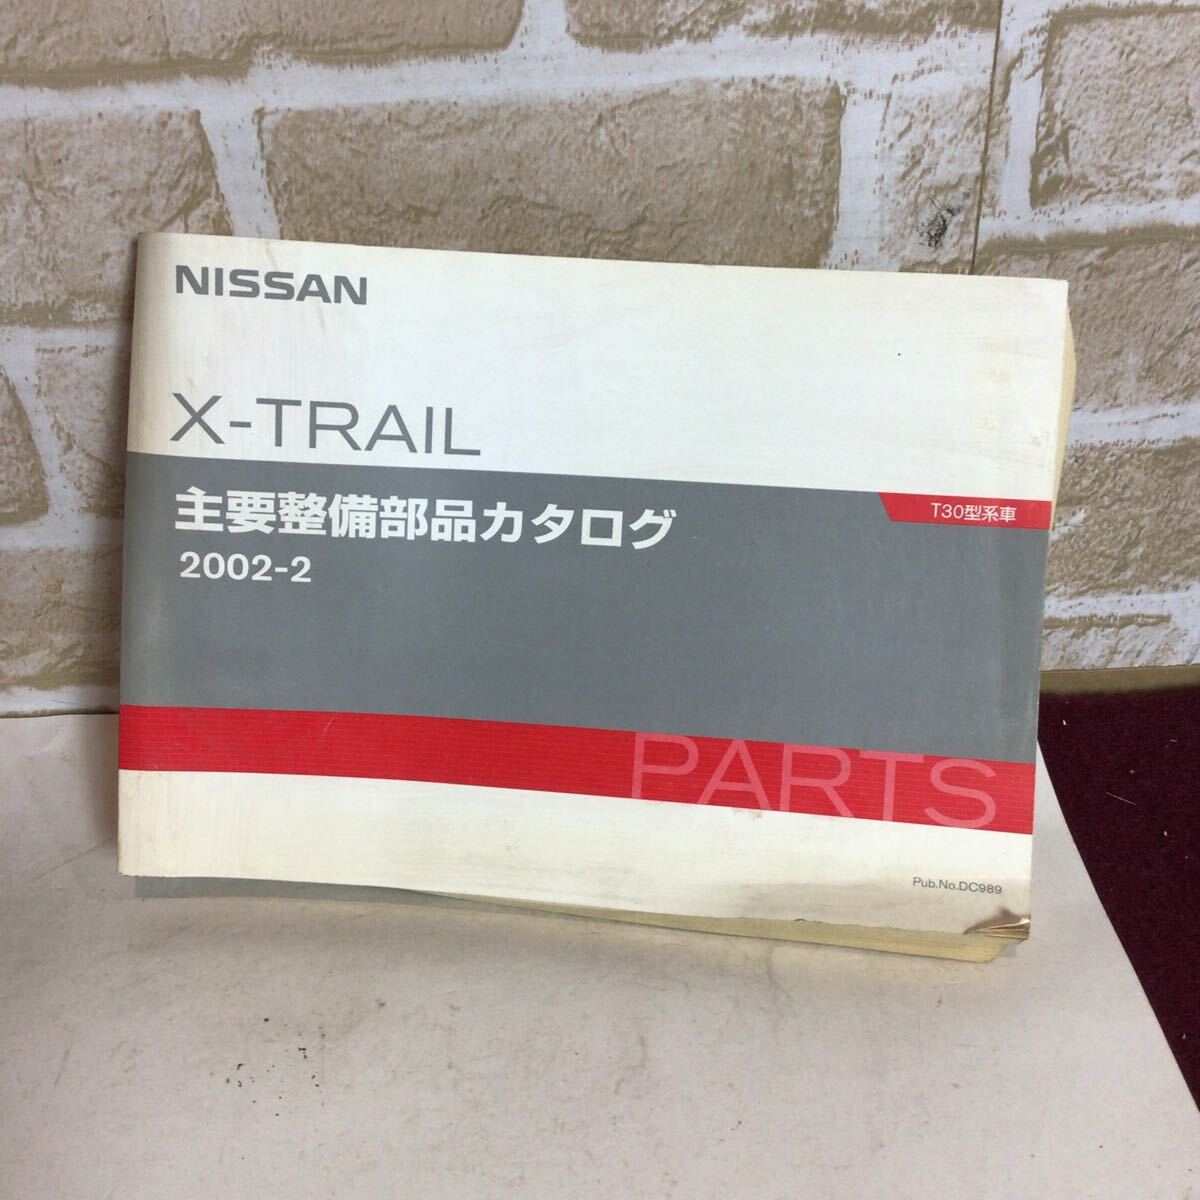 NISSAN
X-TRAIL
主要整備部品カタログ
T30型系車
2002-2
PARTS
Pub.No.DC989